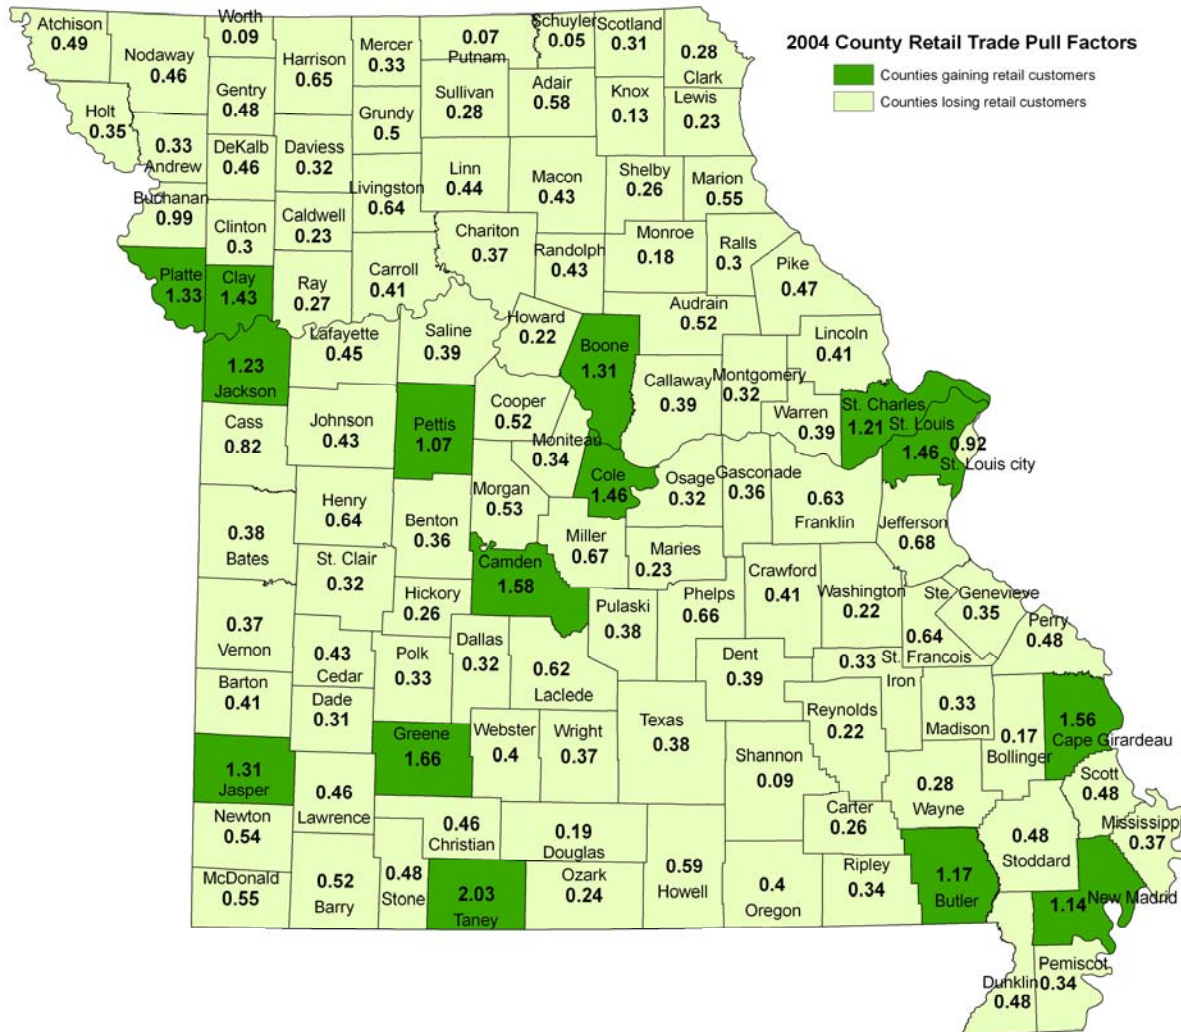 2004 County Retail Trade Pull Factors
Counties gaining retail customers
Counties losing retail customers
Atchison
0.49
Nodaway
0.46
Worth
0.09
Harrison
0.65
Mercer
0.33
0.07
Putnam
Schuyler
0.05
Scotland
0.31
0.28
Clark
Holt
0.35
Gentry
0.48
Grundy
0.5
Sullivan
0.28
Adair
0.58
Knox
0.13
Lewis
0.23
0.33
Andrew
DeKalb
0.46
Daviess
0.32
Livingston
0.64
Linn
0.44
Macon
0.43
Shelby
0.26
Marion
0.55
Buchanan
0.99
Clinton
0.3
Caldwell
0.23
Chariton
0.37
Randolph
0.43
Monroe
0.18
Ralls
0.3
Pike
0.47
Platte
1.33
Clay
1.43
Ray
0.27
Carroll
0.41
Howard
0.22
Boone
1.31
Audrain
0.52
Lincoln
0.41
1.23
Jackson
Lafayette
0.45
Saline
0.39
Callaway
0.39
Montgomery
0.32
Warren
0.39
St. Charles
1.21
St. Louis
1.46
0.92
St. Louis city
Cass
0.82
Johnson
0.43
Pettis
1.07
Cooper
0.52
Moniteau
0.34
Cole
1.46
Osage
0.32
Gasconade
0.36
0.63
Franklin
Jefferson
0.68
0.38
Bates
Henry
0.64
Benton
0.36
Morgan
0.53
Miller
0.67
Maries
0.23
Crawford
0.41
Washington
0.22
Ste.
Genevieve
0.35
St. Clair
0.32
Hickory
0.26
Camden
1.58
Pulaski
0.38
Phelps
0.66
0.64
St.
Francois
Perry
0.48
0.37
Vernon
0.43
Cedar
Polk
0.33
Dallas
0.32
0.62
Laclede
Dent
0.39
0.33
Iron
0.33
Madison
0.17
Bollinger
1.56
Cape Girardeau
Barton
0.41
Dade
0.31
Greene
1.66
Webster
0.4
Wright
0.37
Texas
0.38
Shannon
0.09
Reynolds
0.22
0.28
Wayne
Scott
0.48
Mississippi
0.37
1.31
Jasper
0.46
Lawrence
0.46
Christian
0.19
Douglas
Carter
0.26
0.48
Stoddard
Newton
0.54
McDonald
0.55
0.52
Barry
0.48
Stone
2.03
Taney
Ozark
0.24
0.59
Howell
0.4
Oregon
Ripley
0.34
1.17
Butler
1.14
New Madrid
Dunklin
0.48
Pemiscot
0.34